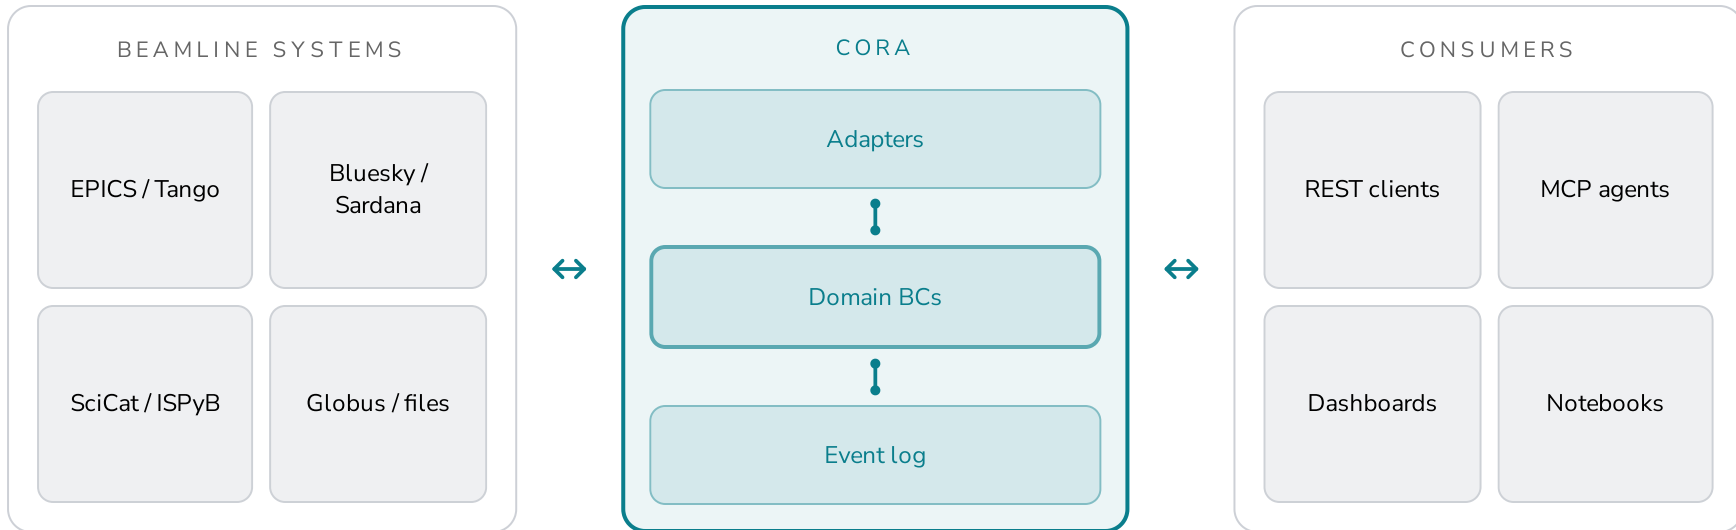 BEAMLINE SYSTEMS
EPICS / Tango
Bluesky /
Sardana
SciCat / ISPyB
Globus / files
CORA
Adapters
Domain BCs
Event log
CONSUMERS
REST clients
MCP agents
Dashboards
Notebooks